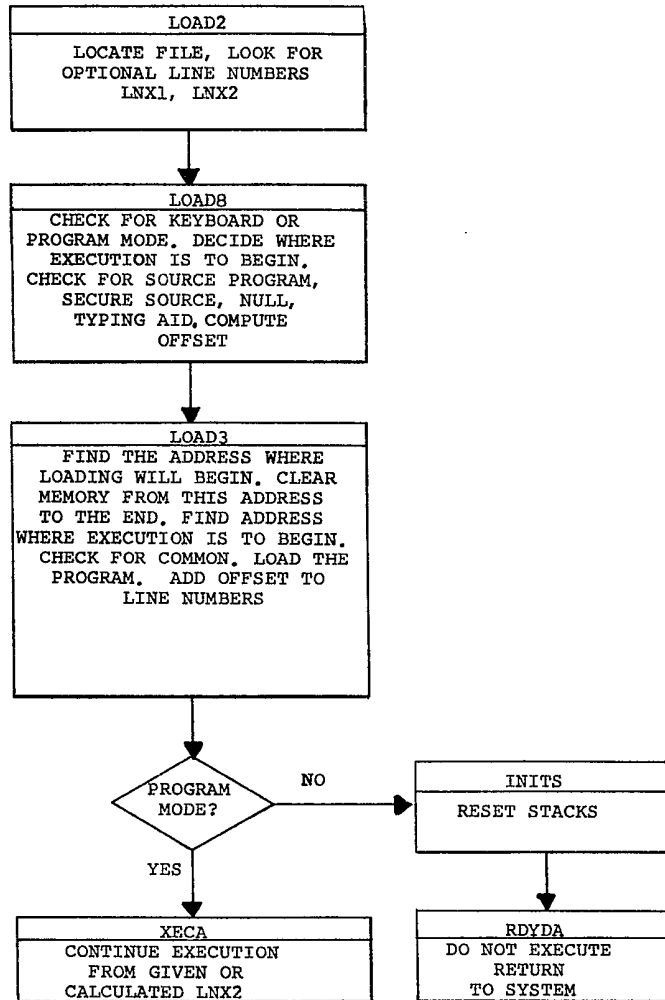 LOAD2
LOCATE FILE, LOOK FOR
OPTIONAL LINE NUMBERS
LNX1, LNX2
LOAD8
CHECK FOR KEYBOARD OR
PROGRAM MODE. DECIDE WHERE
EXECUTION IS TO BEGIN.
CHECK FOR SOURCE PROGRAM,
SECURE SOURCE, NULL,
TYPING AID. COMPUTE
OFFSET
LOAD3
FIND THE ADDRESS WHERE
LOADING WILL BEGIN. CLEAR
MEMORY FROM THIS ADDRESS
TO THE END. FIND ADDRESS
WHERE EXECUTION IS TO BEGIN.
CHECK FOR COMMON. LOAD THE
PROGRAM. ADD OFFSET TO
LINE NUMBERS
PROGRAM
MODE?
NO
INITS
RESET STACKS
YES
XECA
CONTINUE EXECUTION
FROM GIVEN OR
CALCULATED LNX2
RDYDA
DO NOT EXECUTE
RETURN
TO SYSTEM